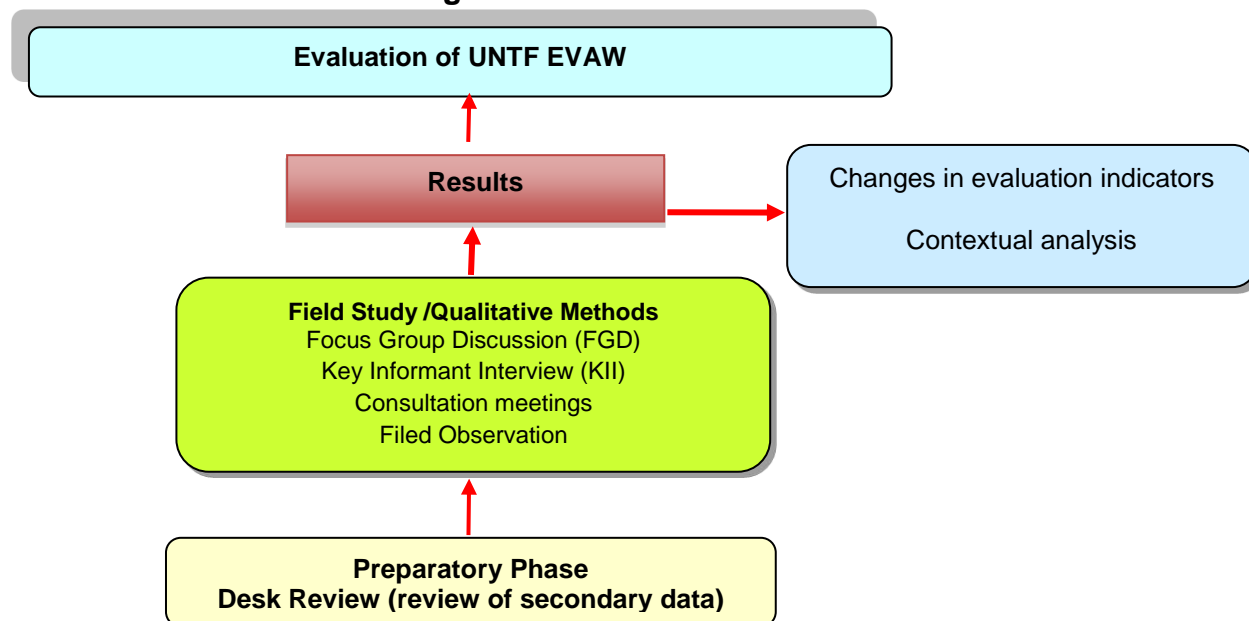 Evaluation of UNTF EVAW
Results
Changes in evaluation indicators
Contextual analysis
Field Study /Qualitative Methods
Focus Group Discussion (FGD)
Key Informant Interview (KII)
Consultation meetings
Filed Observation
Preparatory Phase
Desk Review (review of secondary data)